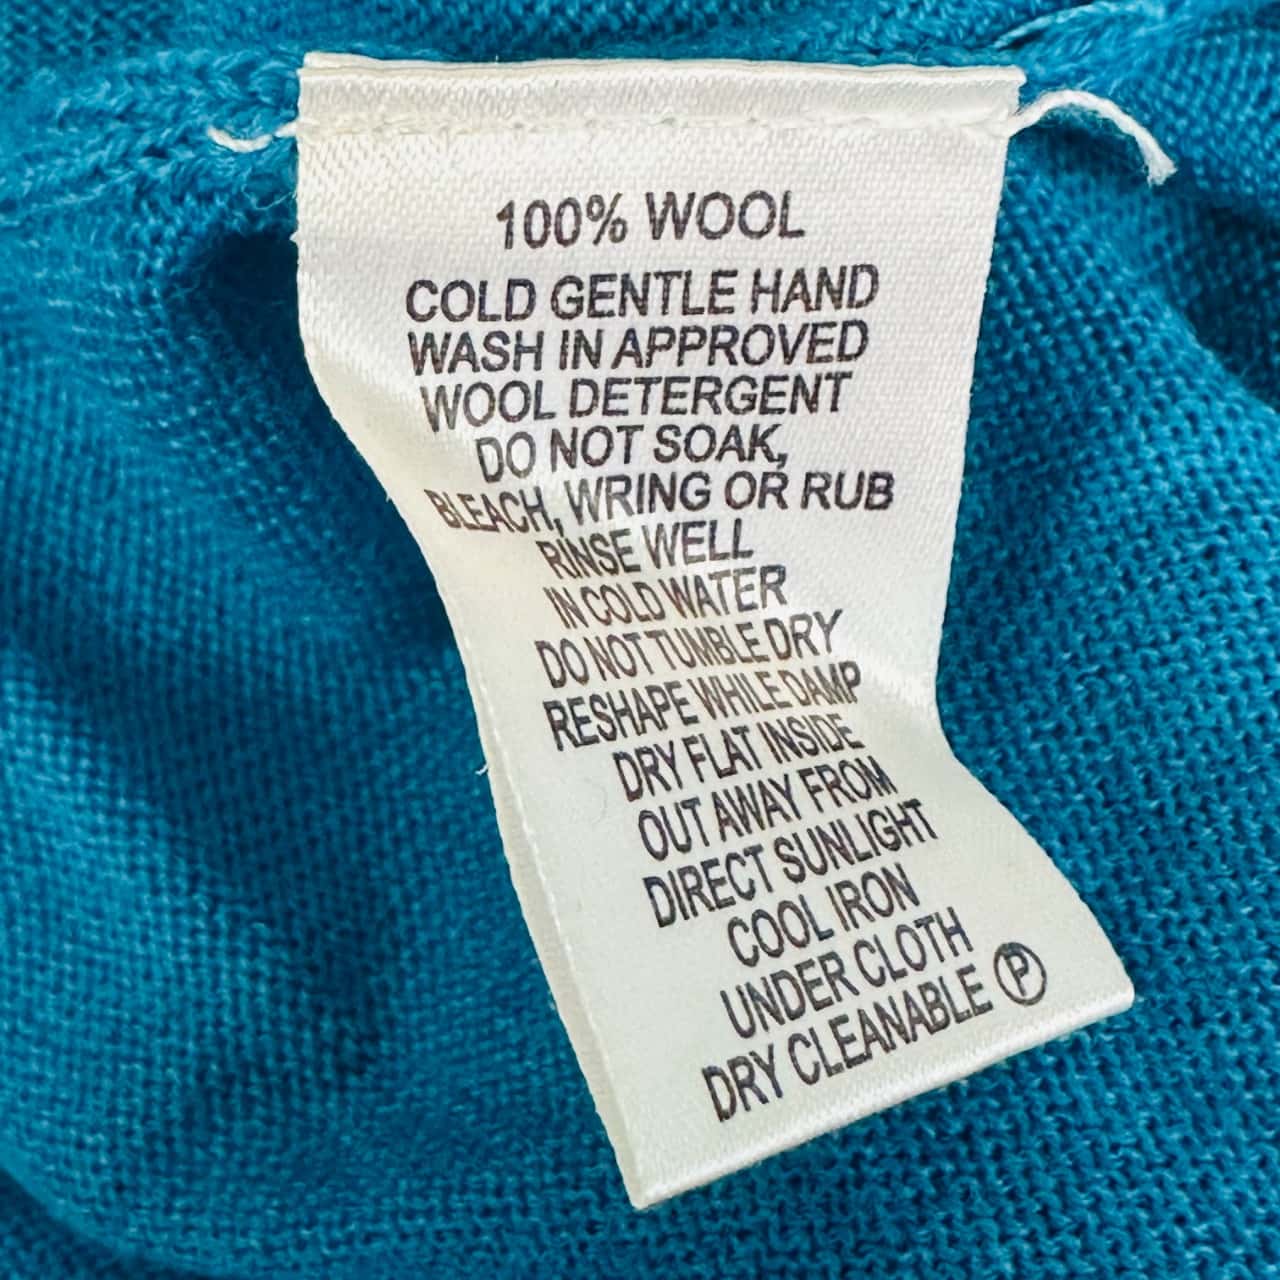 100% WOOL
COLD GENTLE HAND
WASH IN APPROVED
WOOL DETERGENT
DO NOT SOAK,
BLEACH, WRING OR RUB
RINSE WELL
IN COLD WATER
DO NOT TUMBLE DRY
RESHAPE WHILE DAMP
DRY FLAT INSIDE
OUT AWAY FROM
DIRECT SUNLIGHT
COOL IRON
UNDER CLOTH
DRY CLEANABLE Ⓟ